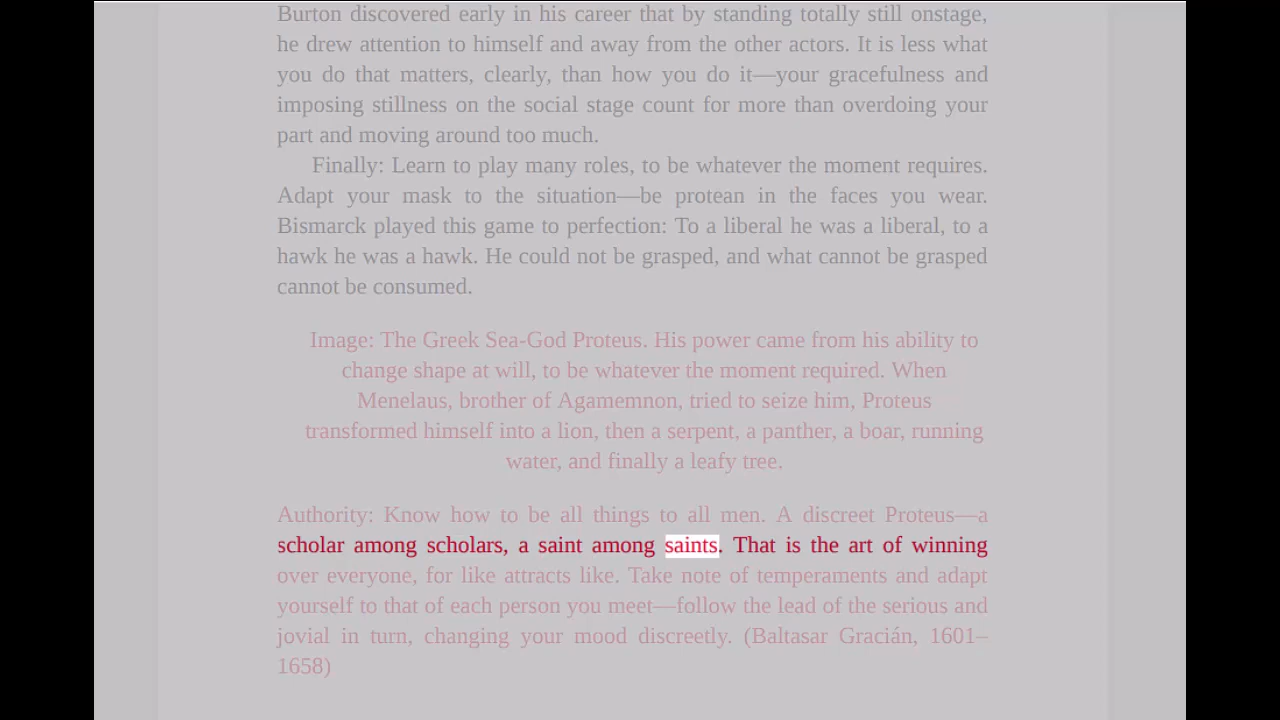 Burton discovered early in his career that by standing totally still onstage,
he drew attention to himself and away from the other actors. It is less what
you do that matters, clearly, than how you do it—your gracefulness and
imposing stillness on the social stage count for more than overdoing your
part and moving around too much.
Finally: Learn to play many roles, to be whatever the moment requires.
Adapt your mask to the situation—be protean in the faces you wear.
Bismarck played this game to perfection: To a liberal he was a liberal, to a
hawk he was a hawk. He could not be grasped, and what cannot be grasped
cannot be consumed.
Image: The Greek Sea-God Proteus. His power came from his ability to
change shape at will, to be whatever the moment required. When
Menelaus, brother of Agamemnon, tried to seize him, Proteus
transformed himself into a lion, then a serpent, a panther, a boar, running
water, and finally a leafy tree.
Authority: Know how to be all things to all men. A discreet Proteus—a
scholar among scholars, a saint among saints. That is the art of winning
over everyone, for like attracts like. Take note of temperaments and adapt
yourself to that of each person you meet—follow the lead of the serious and
jovial in turn, changing your mood discreetly. (Baltasar Gracián, 1601–
1658)